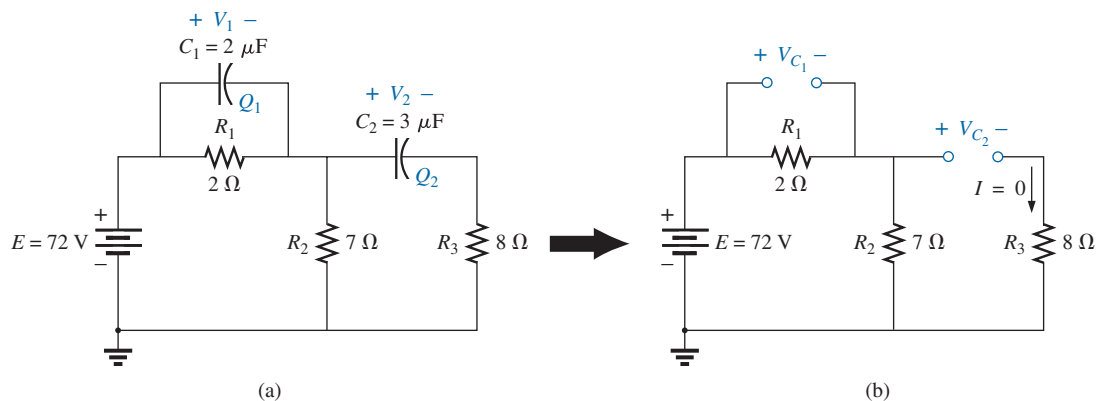 + V1 –
C1 = 2 μF
Q1
R1
2 Ω
+ V2 –
C2 = 3 μF
Q2
+
E = 72 V
–
R2
7 Ω
R3
8 Ω
(a)
+ VC1 –
R1
2 Ω
+ VC2 –
I = 0
+
E = 72 V
–
R2
7 Ω
R3
8 Ω
(b)